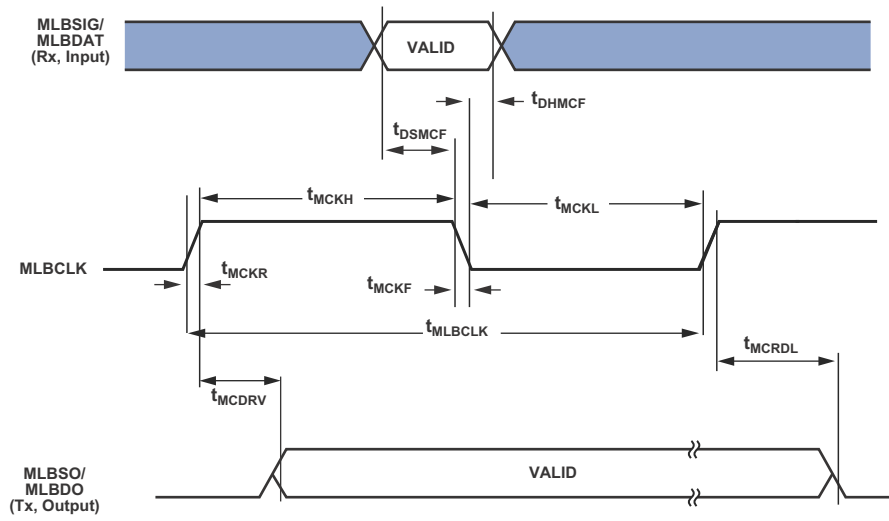 MLBSIG/
MLBDAT
(Rx, Input)
VALID
tDHMCF
tDSMCF
tMCKH
tMCKL
MLBCLK
tMCKR
tMCKF
tMLBCLK
tMCRDL
tMCDRV
MLBSO/
MLBDO
(Tx, Output)
VALID